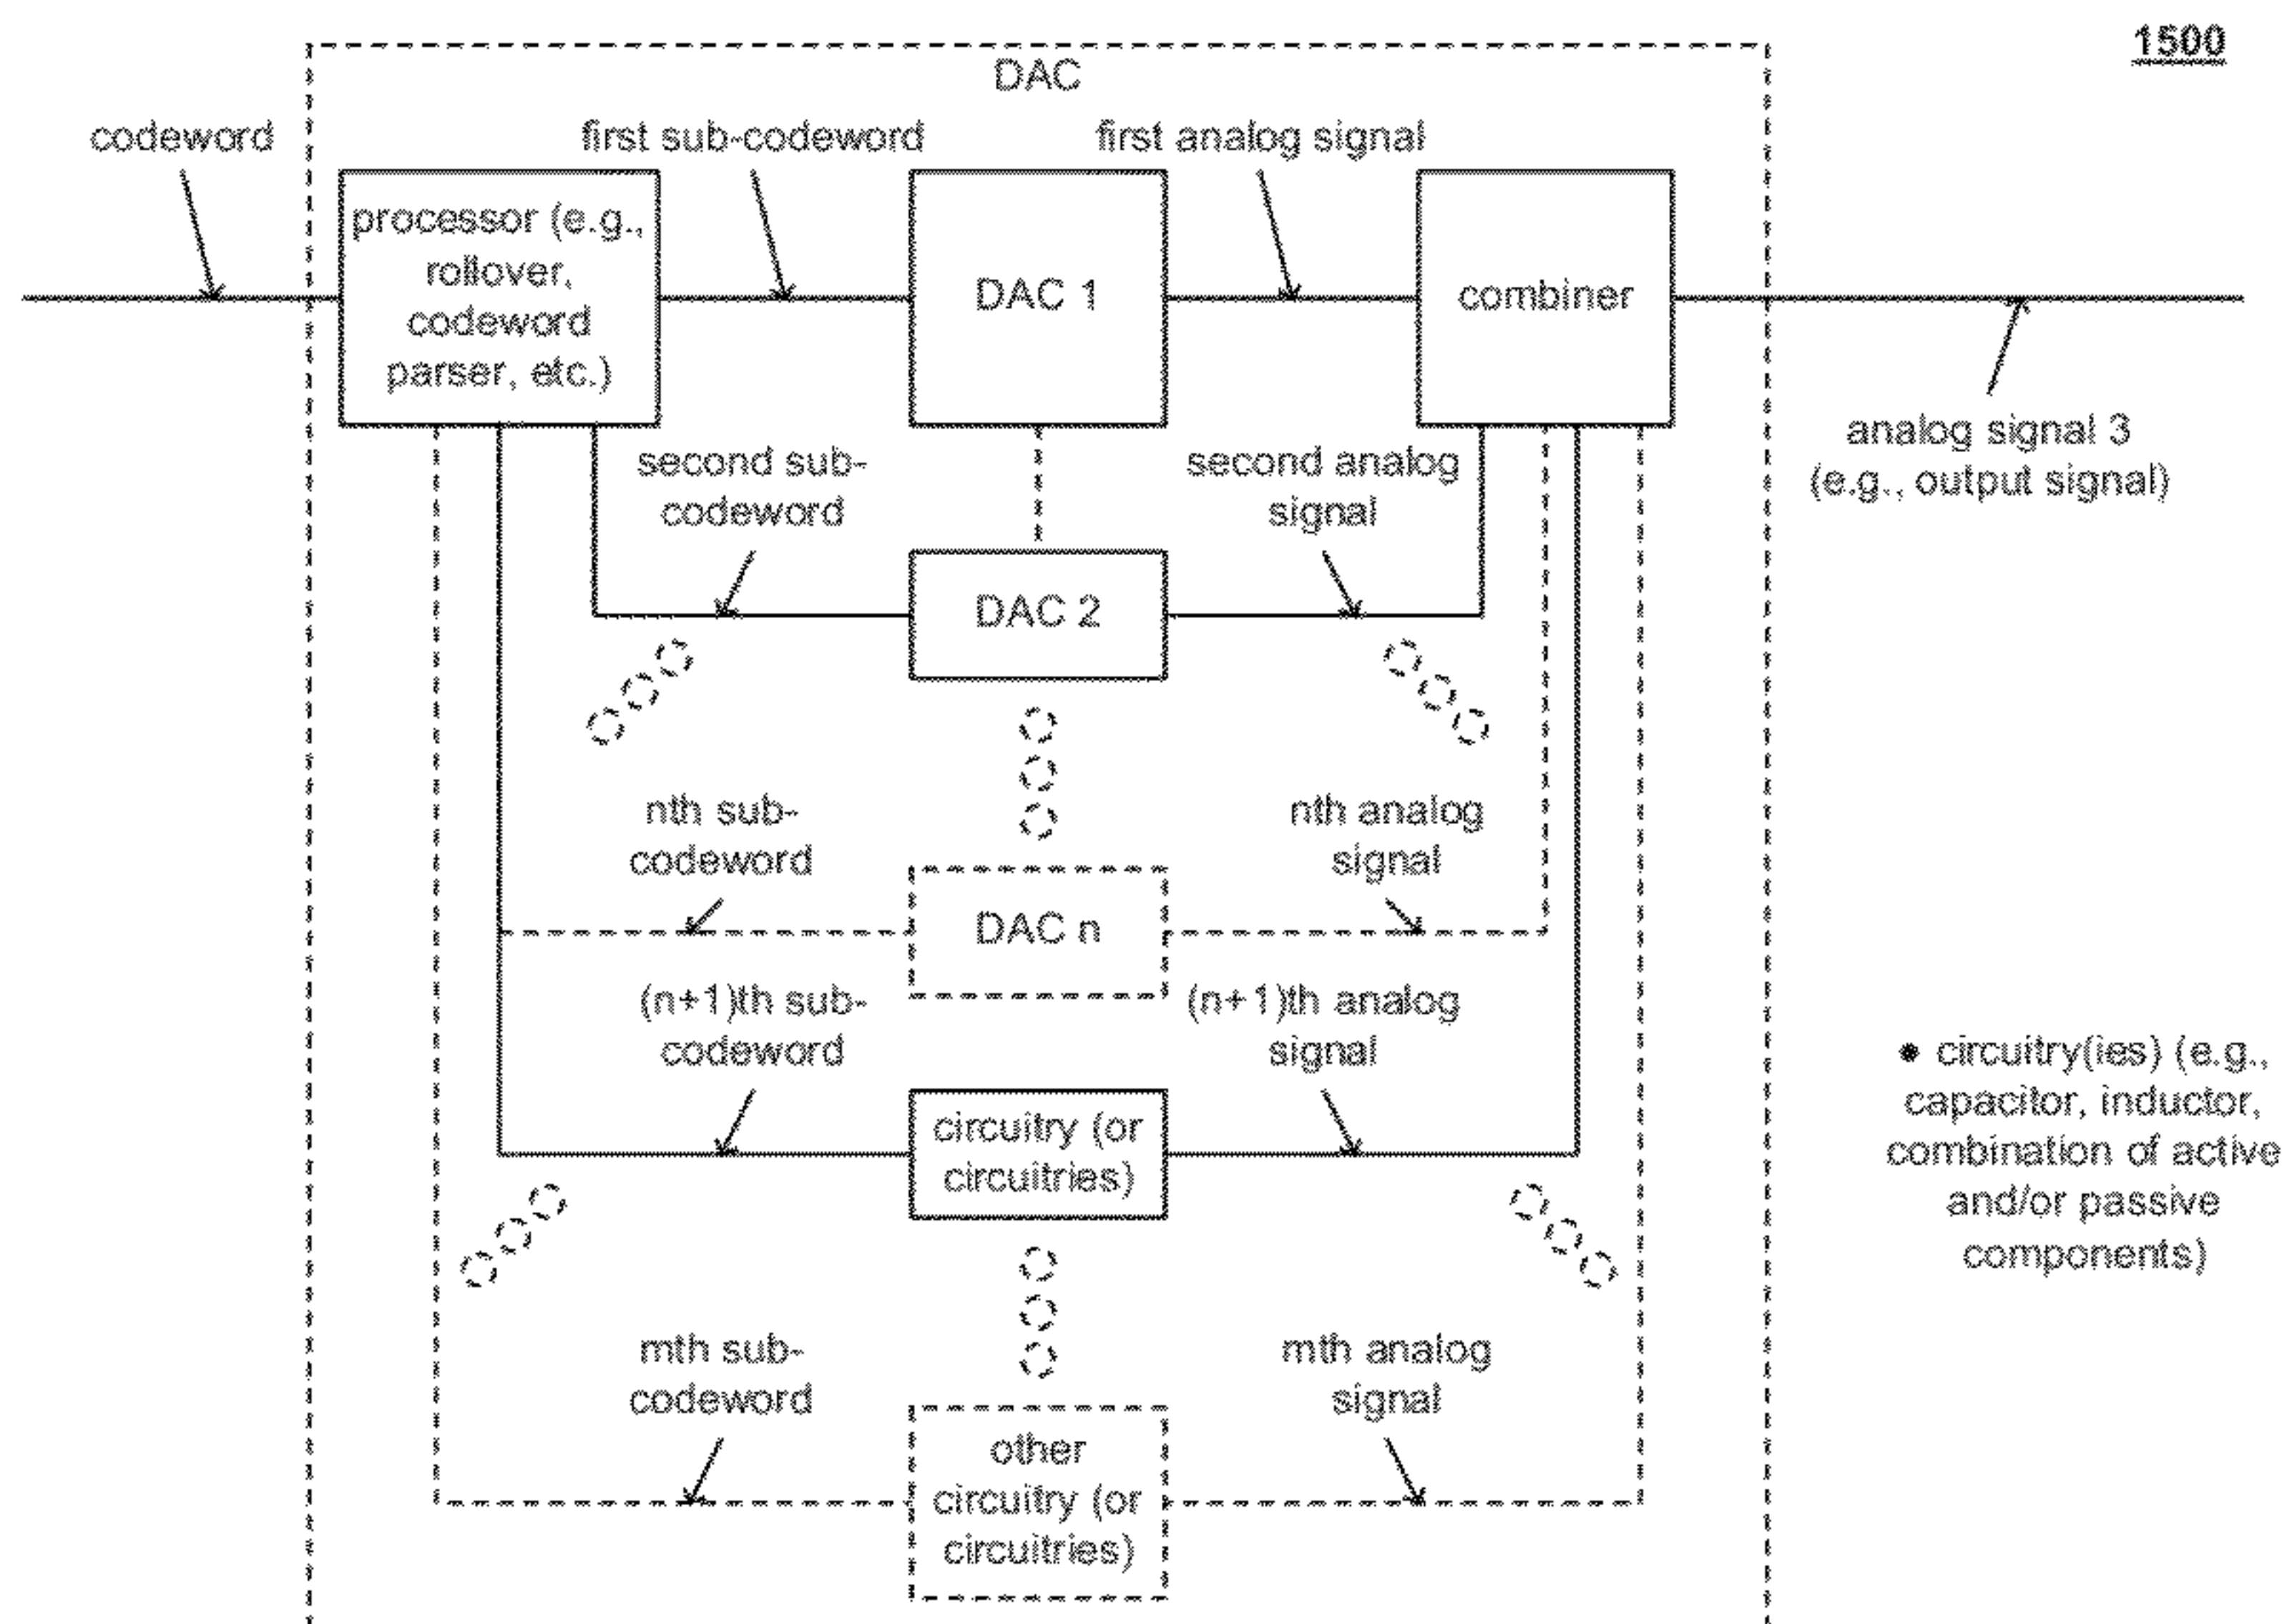 1500
DAC
codeword
first sub-codeword
first analog signal
processor (e.g.,
rollover,
codeword
parser, etc.)
DAC 1
combiner
analog signal 3
(e.g., output signal)
second sub-
codeword
second analog
signal
DAC 2
nth sub-
codeword
nth analog
signal
DAC n
(n+1)th sub-
codeword
(n+1)th analog
signal
circuitry (or
circuitries)
• circuitry(ies) (e.g.,
capacitor, inductor,
combination of active
and/or passive
components)
mth sub-
codeword
mth analog
signal
other
circuitry (or
circuitries)